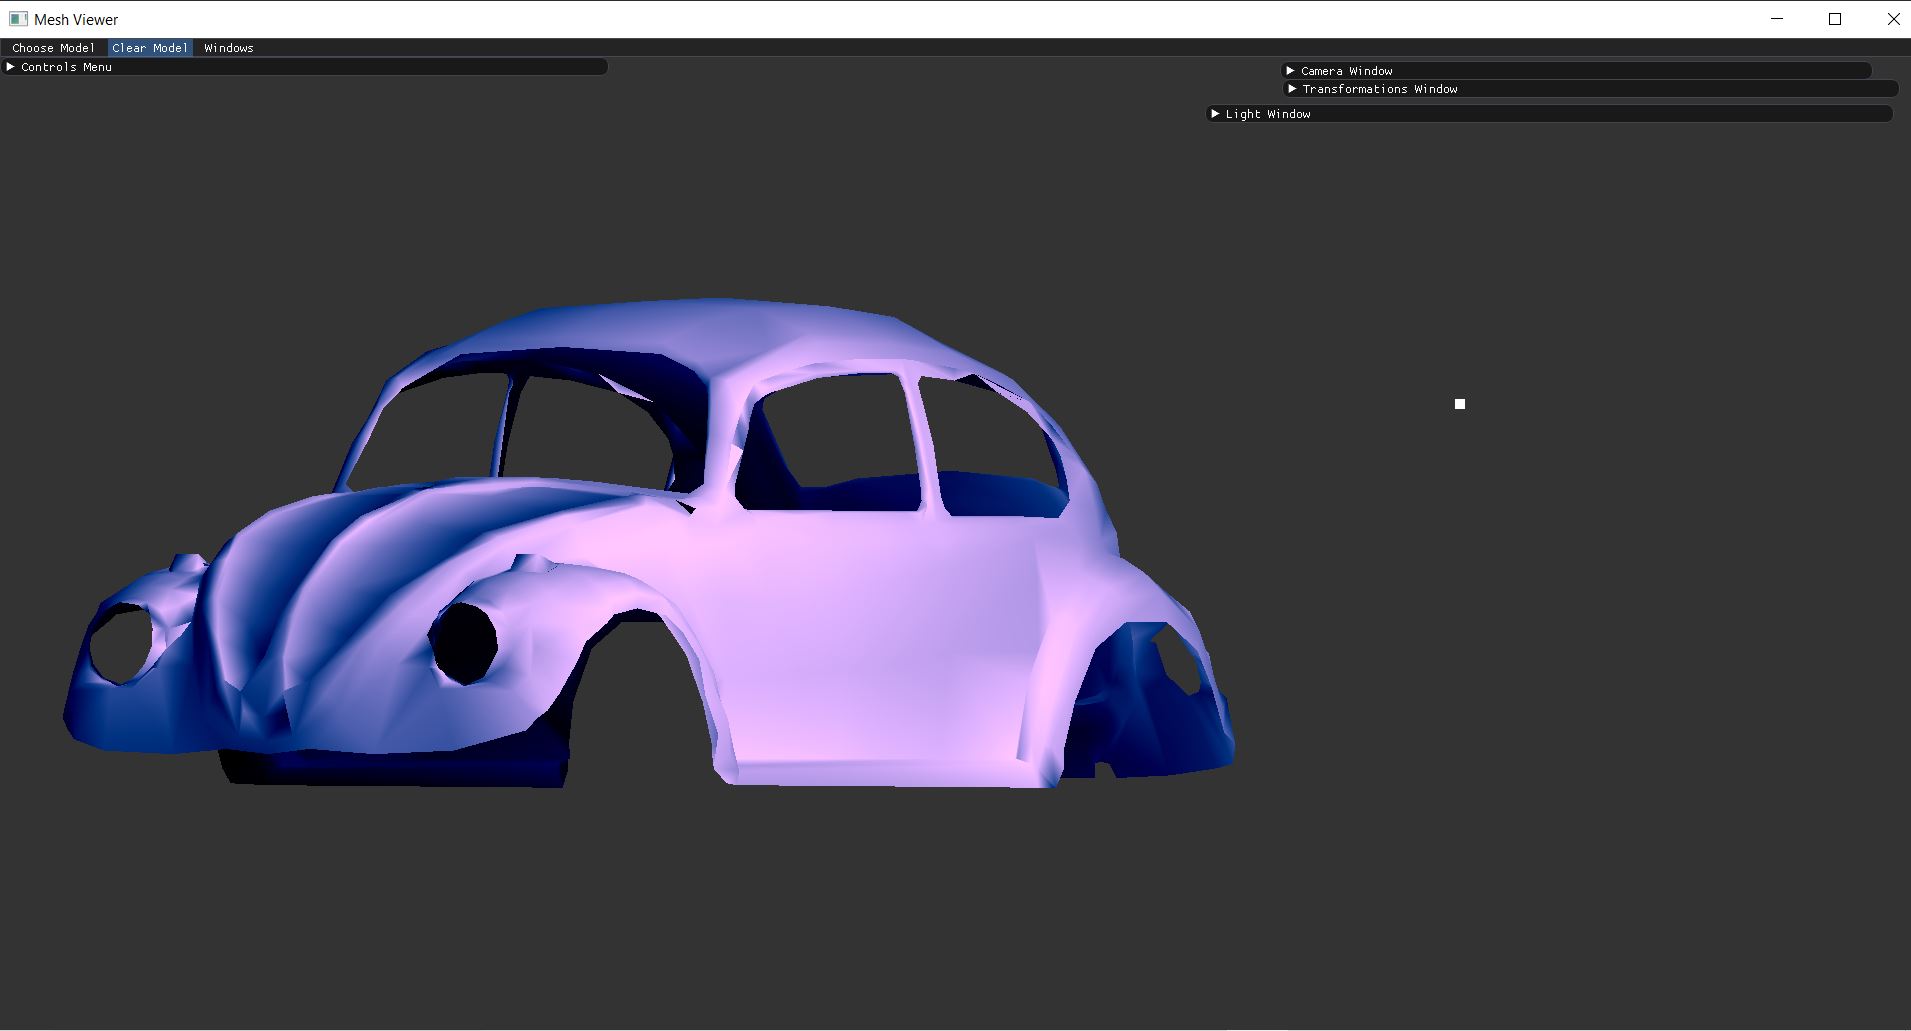 Mesh Viewer
Choose Model Clear Model Windows
Controls Menu
Camera Window
Transformations Window
Light Window